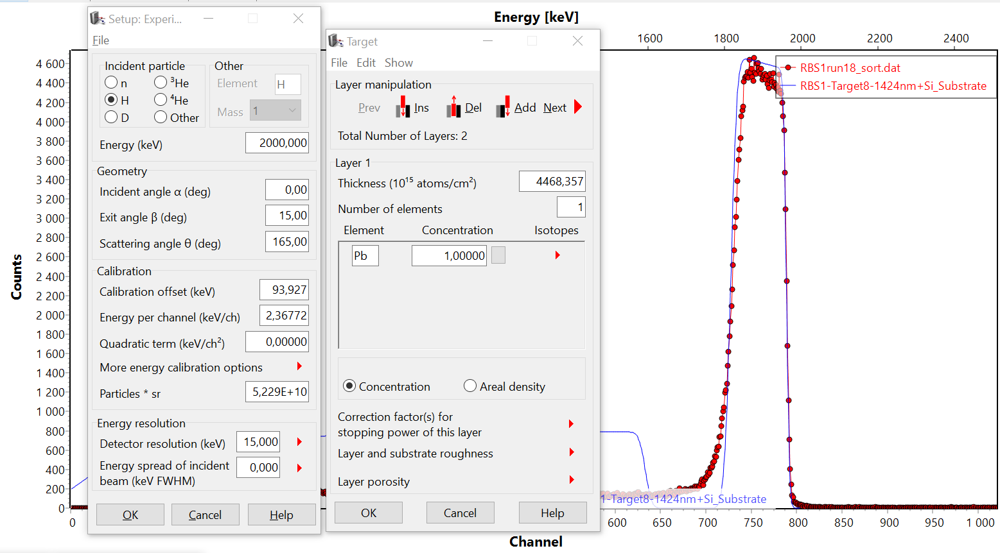 Setup: Experi...
File
Incident particle
n
³He
H
⁴He
D
Other
Other
Element
H
Mass
1
Energy (keV)
2000,000
Geometry
Incident angle α (deg)
0,00
Exit angle β (deg)
15,00
Scattering angle θ (deg)
165,00
Calibration
Calibration offset (keV)
93,927
Energy per channel (keV/ch)
2,36772
Quadratic term (keV/ch²)
0,00000
More energy calibration options
Particles * sr
5,229E+10
Energy resolution
Detector resolution (keV)
15,000
Energy spread of incident
beam (keV FWHM)
0,000
OK
Cancel
Help
Target
File Edit Show
Layer manipulation
Prev Ins Del Add Next
Total Number of Layers: 2
Layer 1
Thickness (10¹⁵ atoms/cm²)
4468,357
Number of elements
1
Element Concentration Isotopes
Pb
1,00000
Concentration
Areal density
Correction factor(s) for
stopping power of this layer
Layer and substrate roughness
Layer porosity
OK
Cancel
Help
Energy [keV]
1600 1800 2000 2200 2400
RBS1run18_sort.dat
RBS1-Target8-1424nm+Si_Substrate
1-Target8-1424nm+Si_Substrate
Counts
4 600
4 400
4 200
4 000
3 800
3 600
3 400
3 200
3 000
2 800
2 600
2 400
2 200
2 000
1 800
1 600
1 400
1 200
1 000
800
600
400
200
0
0 600 650 700 750 800 850 900 950 1 000
Channel